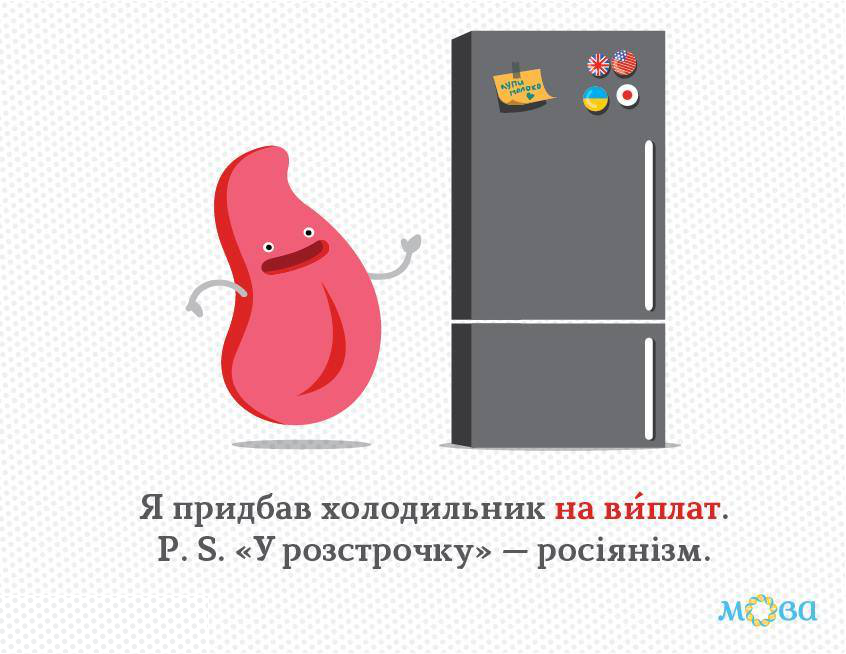 купи
молоко
Я придбав холодильник на ви́плат.
P. S. «У розстрочку» — росіянізм.
мова